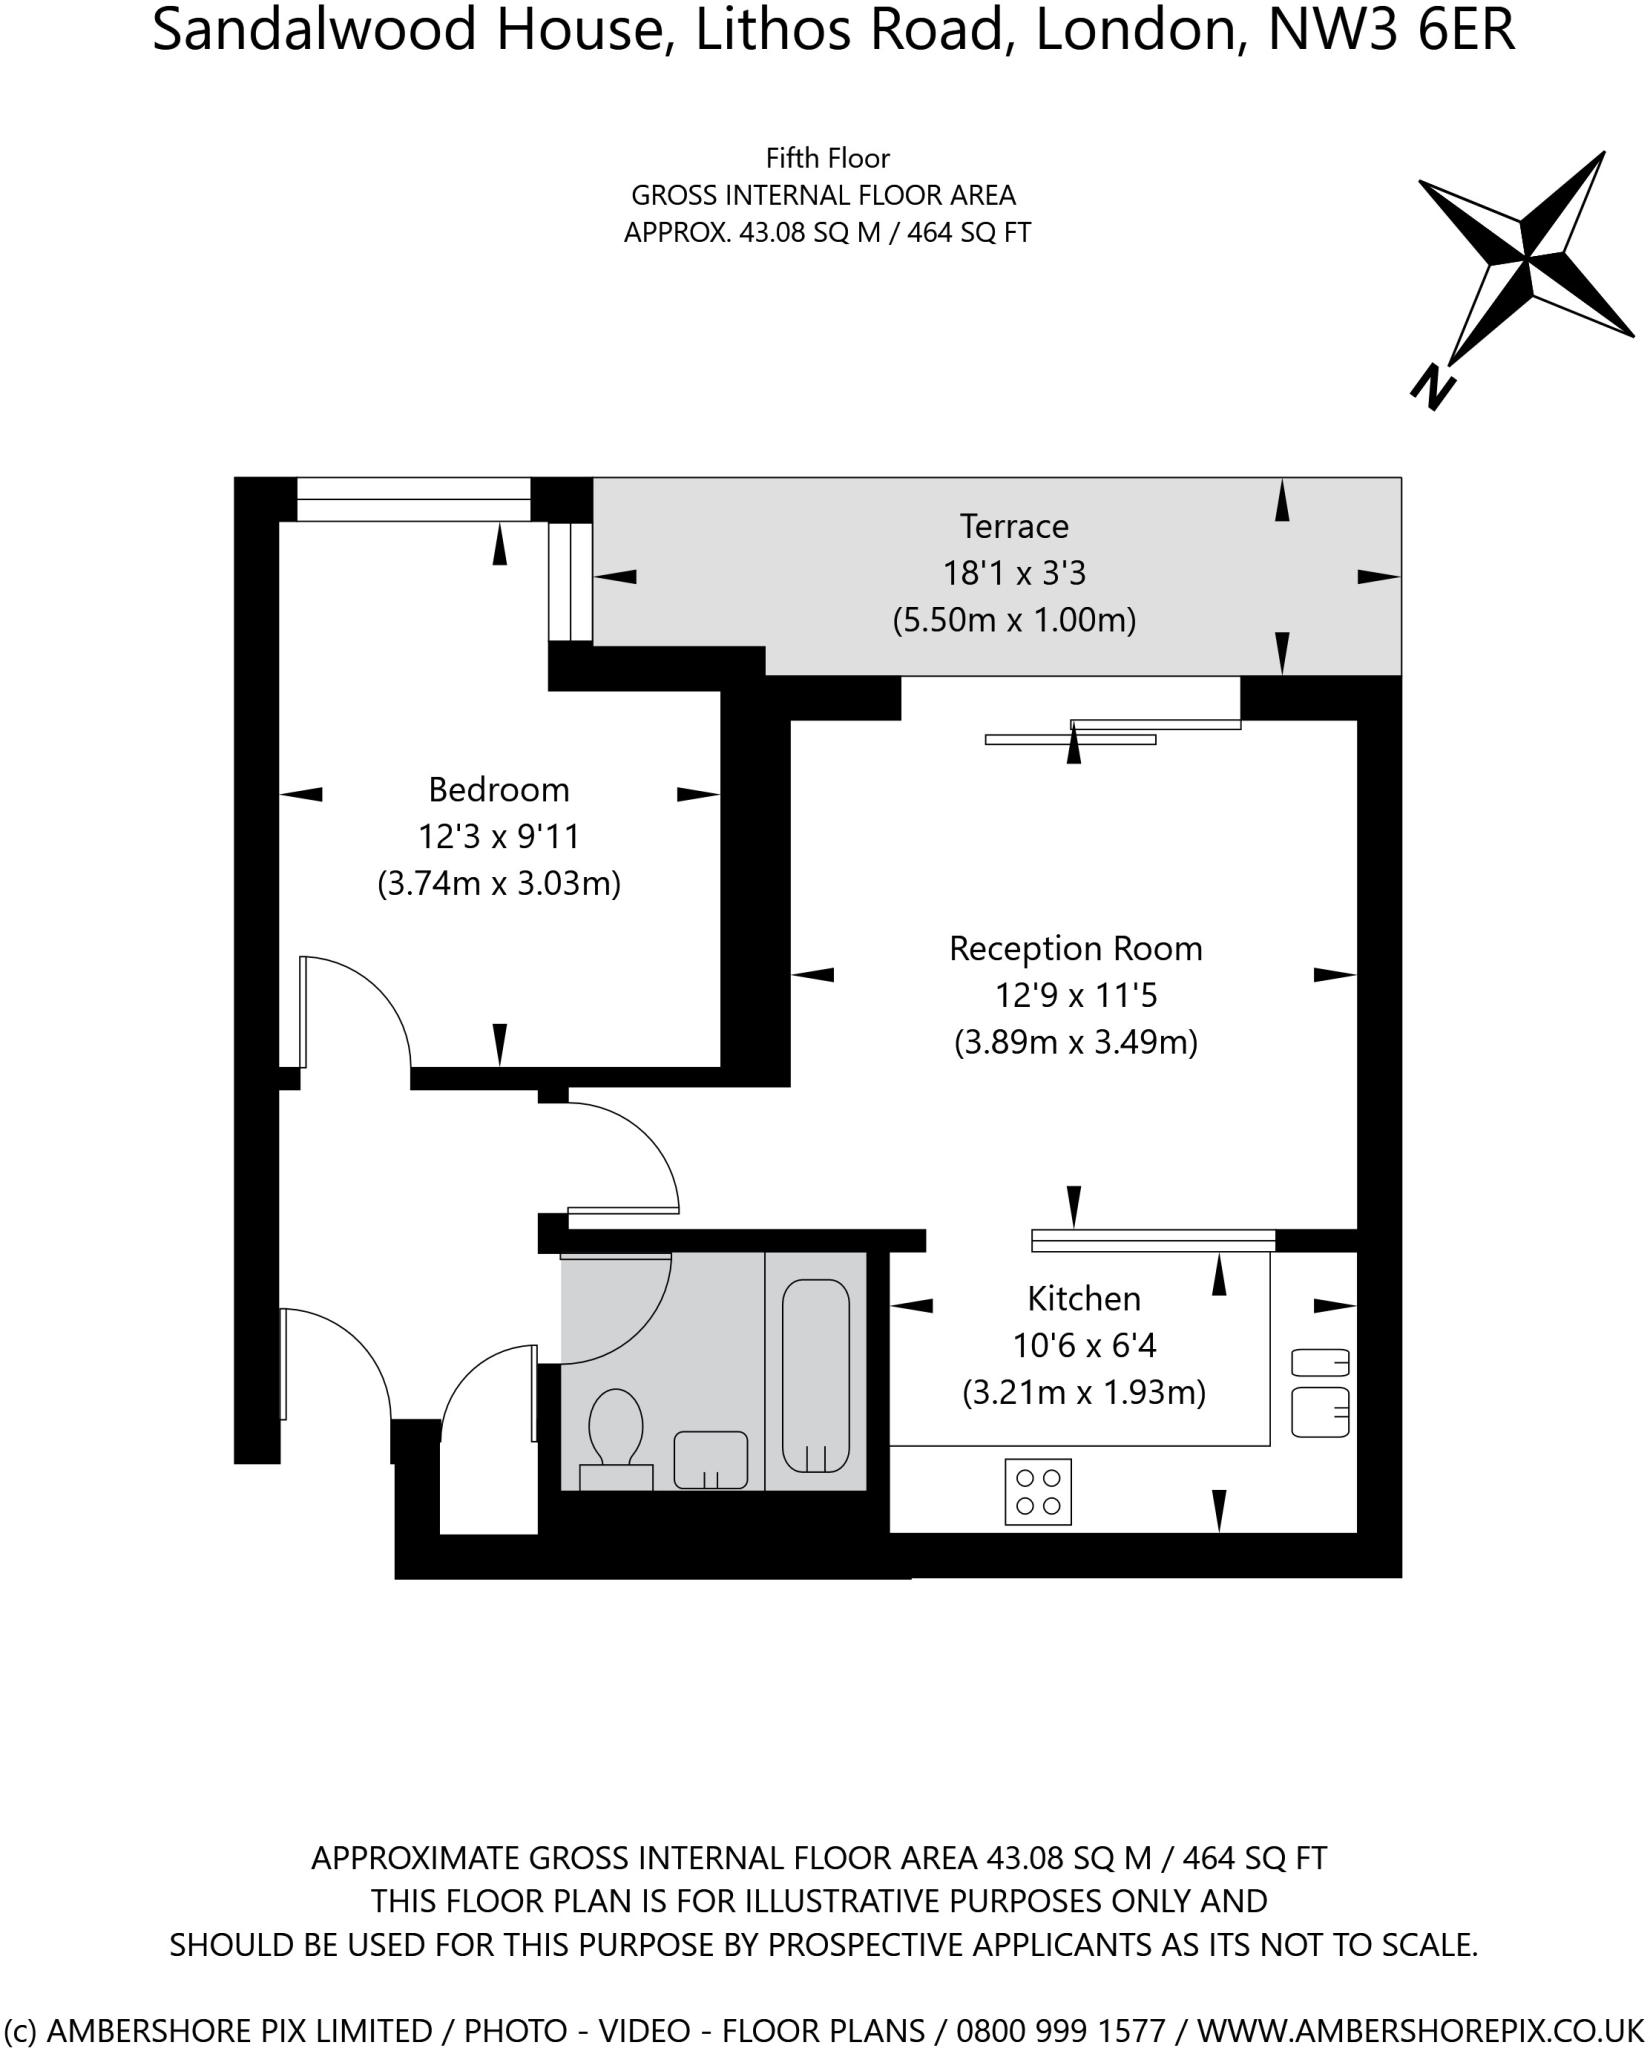 Sandalwood House, Lithos Road, London, NW3 6ER
Fifth Floor
GROSS INTERNAL FLOOR AREA
APPROX. 43.08 SQ M / 464 SQ FT
N
Terrace
18'1 x 3'3
(5.50m x 1.00m)
Bedroom
12'3 x 9'11
(3.74m x 3.03m)
Reception Room
12'9 x 11'5
(3.89m x 3.49m)
Kitchen
10'6 x 6'4
(3.21m x 1.93m)
APPROXIMATE GROSS INTERNAL FLOOR AREA 43.08 SQ M / 464 SQ FT
THIS FLOOR PLAN IS FOR ILLUSTRATIVE PURPOSES ONLY AND
SHOULD BE USED FOR THIS PURPOSE BY PROSPECTIVE APPLICANTS AS ITS NOT TO SCALE.
(c) AMBERSHORE PIX LIMITED / PHOTO - VIDEO - FLOOR PLANS / 0800 999 1577 / WWW.AMBERSHOREPIX.CO.UK